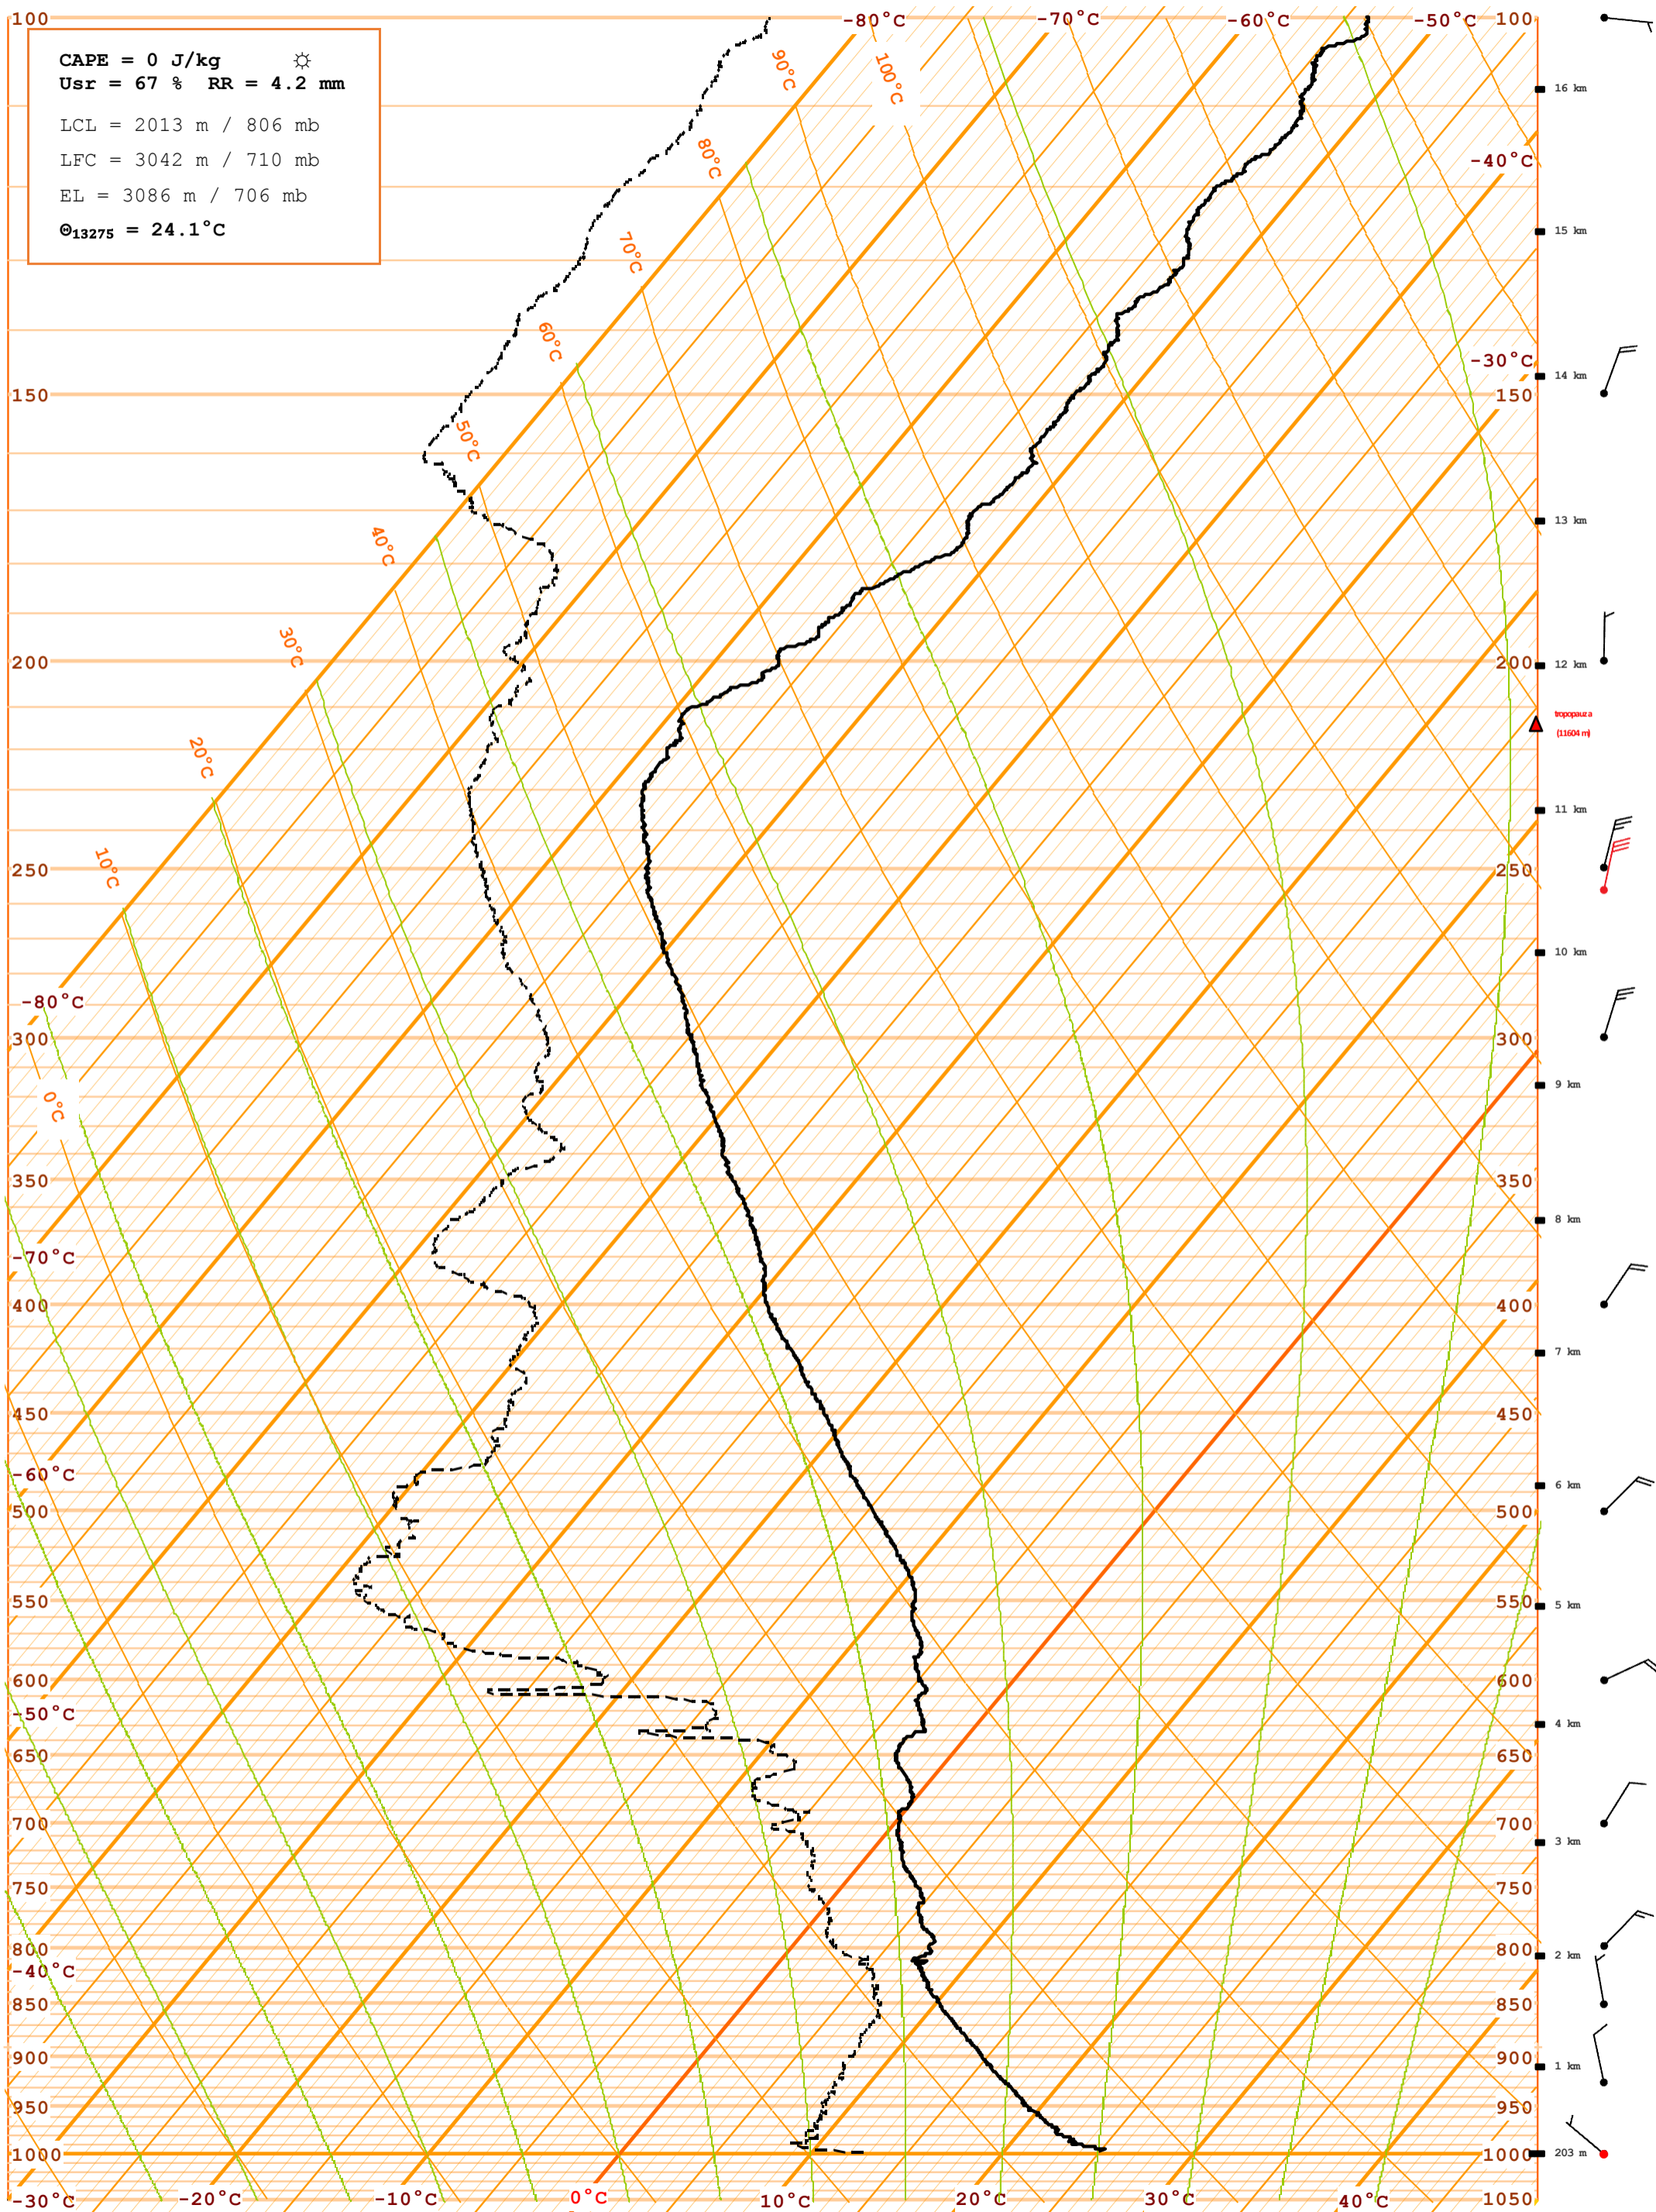 100 -80°C -70°C -60°C -50°C 100
CAPE = 0 J/kg ☼
Usr = 67 %  RR = 4.2 mm
LCL = 2013 m / 806 mb
LFC = 3042 m / 710 mb
EL = 3086 m / 706 mb
Θ13275 = 24.1°C
90°C 100°C
16 km
80°C
-40°C
70°C
15 km
60°C
-30°C
14 km
150 150
50°C
13 km
40°C
30°C
200 200
12 km
tropopauza
(11604 m)
20°C
11 km
10°C
250 250
10 km
-80°C
300 300
9 km
0°C
350 350
8 km
-70°C
400 400
7 km
450 450
-60°C
6 km
500 500
550 550
5 km
600 600
-50°C
4 km
650 650
700 700
3 km
750 750
800 800
2 km
-40°C
850 850
900 900
1 km
950 950
1000 1000
203 m
-30°C -20°C -10°C 0°C 10°C 20°C 30°C 40°C 1050